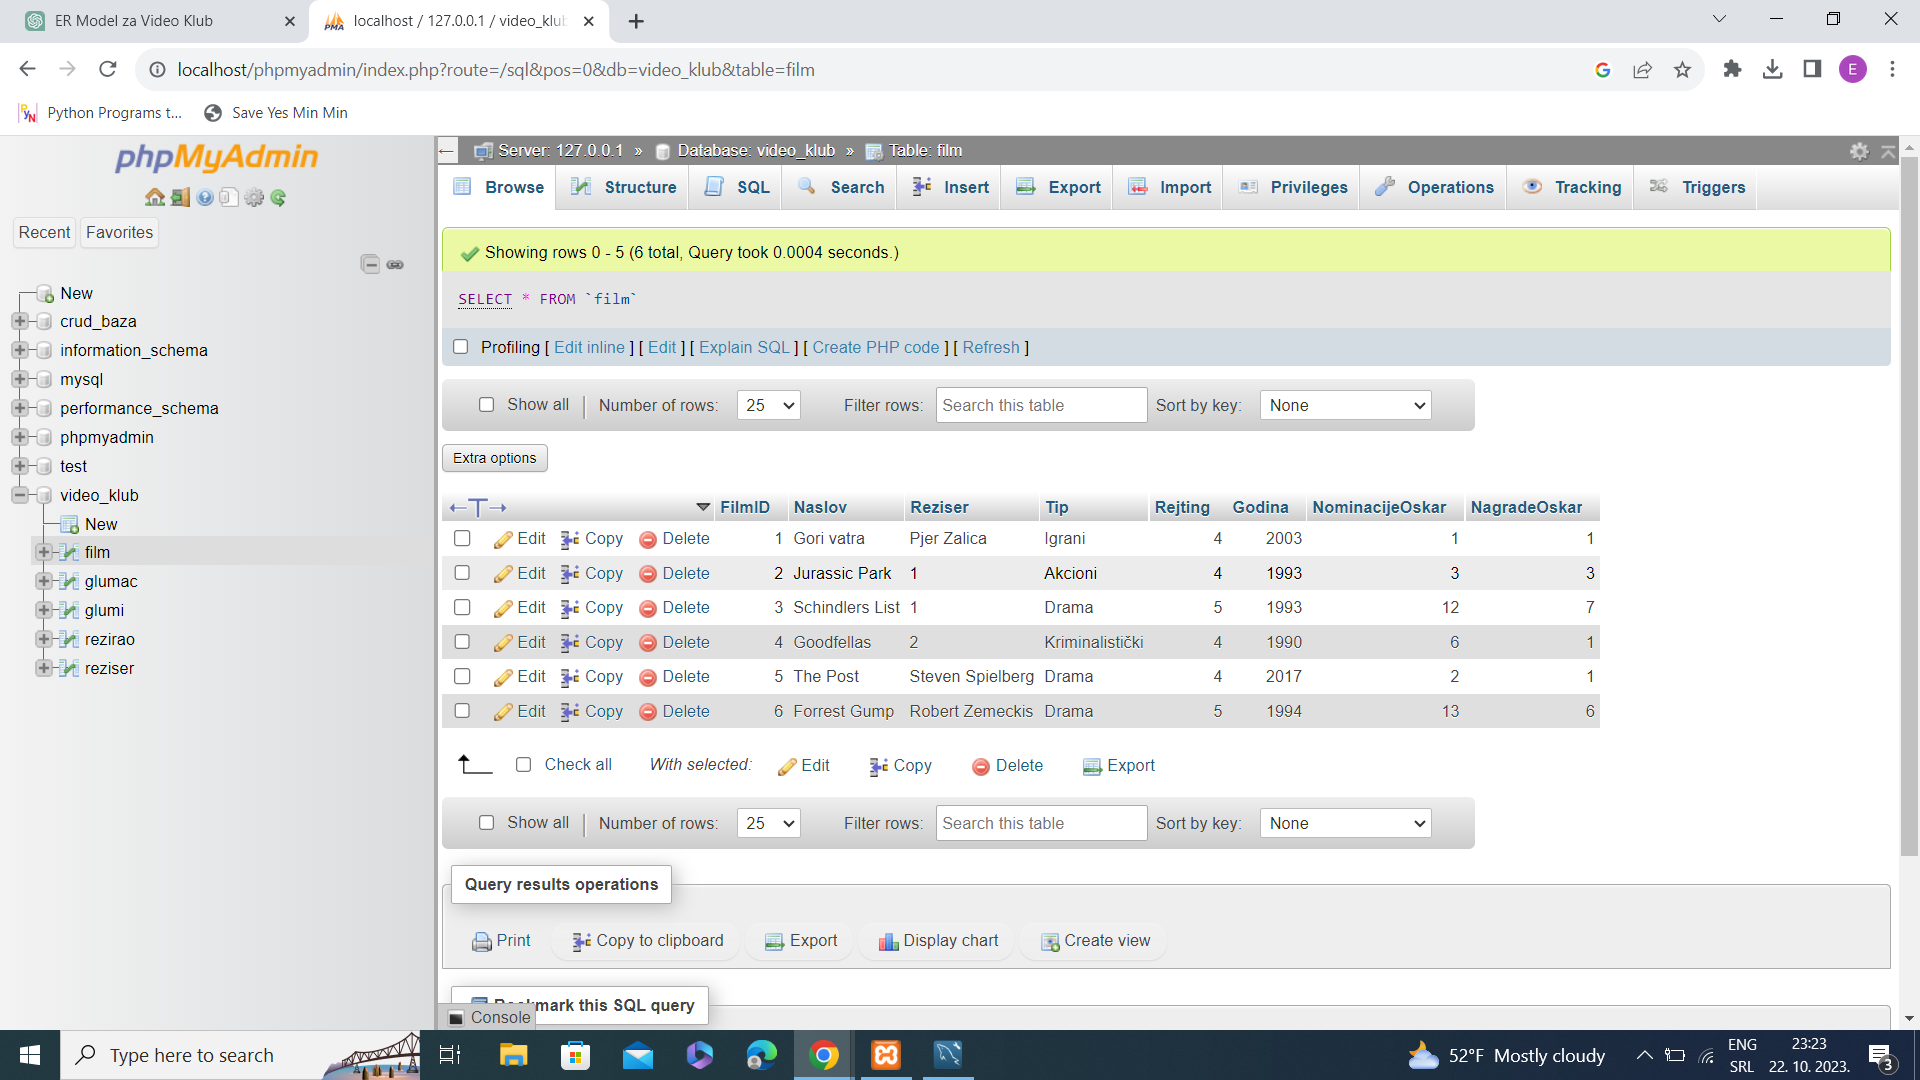 ER Model za Video Klub
localhost / 127.0.0.1 / video_klub
localhost/phpmyadmin/index.php?route=/sql&pos=0&db=video_klub&table=film
E
Python Programs t...
Save Yes Min Min
phpMyAdmin
Recent
Favorites
New
crud_baza
information_schema
mysql
performance_schema
phpmyadmin
test
video_klub
New
film
glumac
glumi
rezirao
reziser
Server: 127.0.0.1 » Database: video_klub » Table: film
Browse Structure SQL Search Insert Export Import Privileges Operations Tracking Triggers
Showing rows 0 - 5 (6 total, Query took 0.0004 seconds.)
SELECT * FROM `film`
Profiling [ Edit inline ] [ Edit ] [ Explain SQL ] [ Create PHP code ] [ Refresh ]
Show all Number of rows: 25 Filter rows: Search this table Sort by key: None
Extra options
FilmID Naslov Reziser Tip Rejting Godina NominacijeOskar NagradeOskar
Edit Copy Delete 1 Gori vatra Pjer Zalica Igrani 4 2003 1 1
Edit Copy Delete 2 Jurassic Park 1 Akcioni 4 1993 3 3
Edit Copy Delete 3 Schindlers List 1 Drama 5 1993 12 7
Edit Copy Delete 4 Goodfellas 2 Kriminalistički 4 1990 6 1
Edit Copy Delete 5 The Post Steven Spielberg Drama 4 2017 2 1
Edit Copy Delete 6 Forrest Gump Robert Zemeckis Drama 5 1994 13 6
Check all With selected: Edit Copy Delete Export
Show all Number of rows: 25 Filter rows: Search this table Sort by key: None
Query results operations
Print Copy to clipboard Export Display chart Create view
Bookmark this SQL query
Console
Type here to search
52°F Mostly cloudy
ENG
SRL
23:23
22. 10. 2023.
3